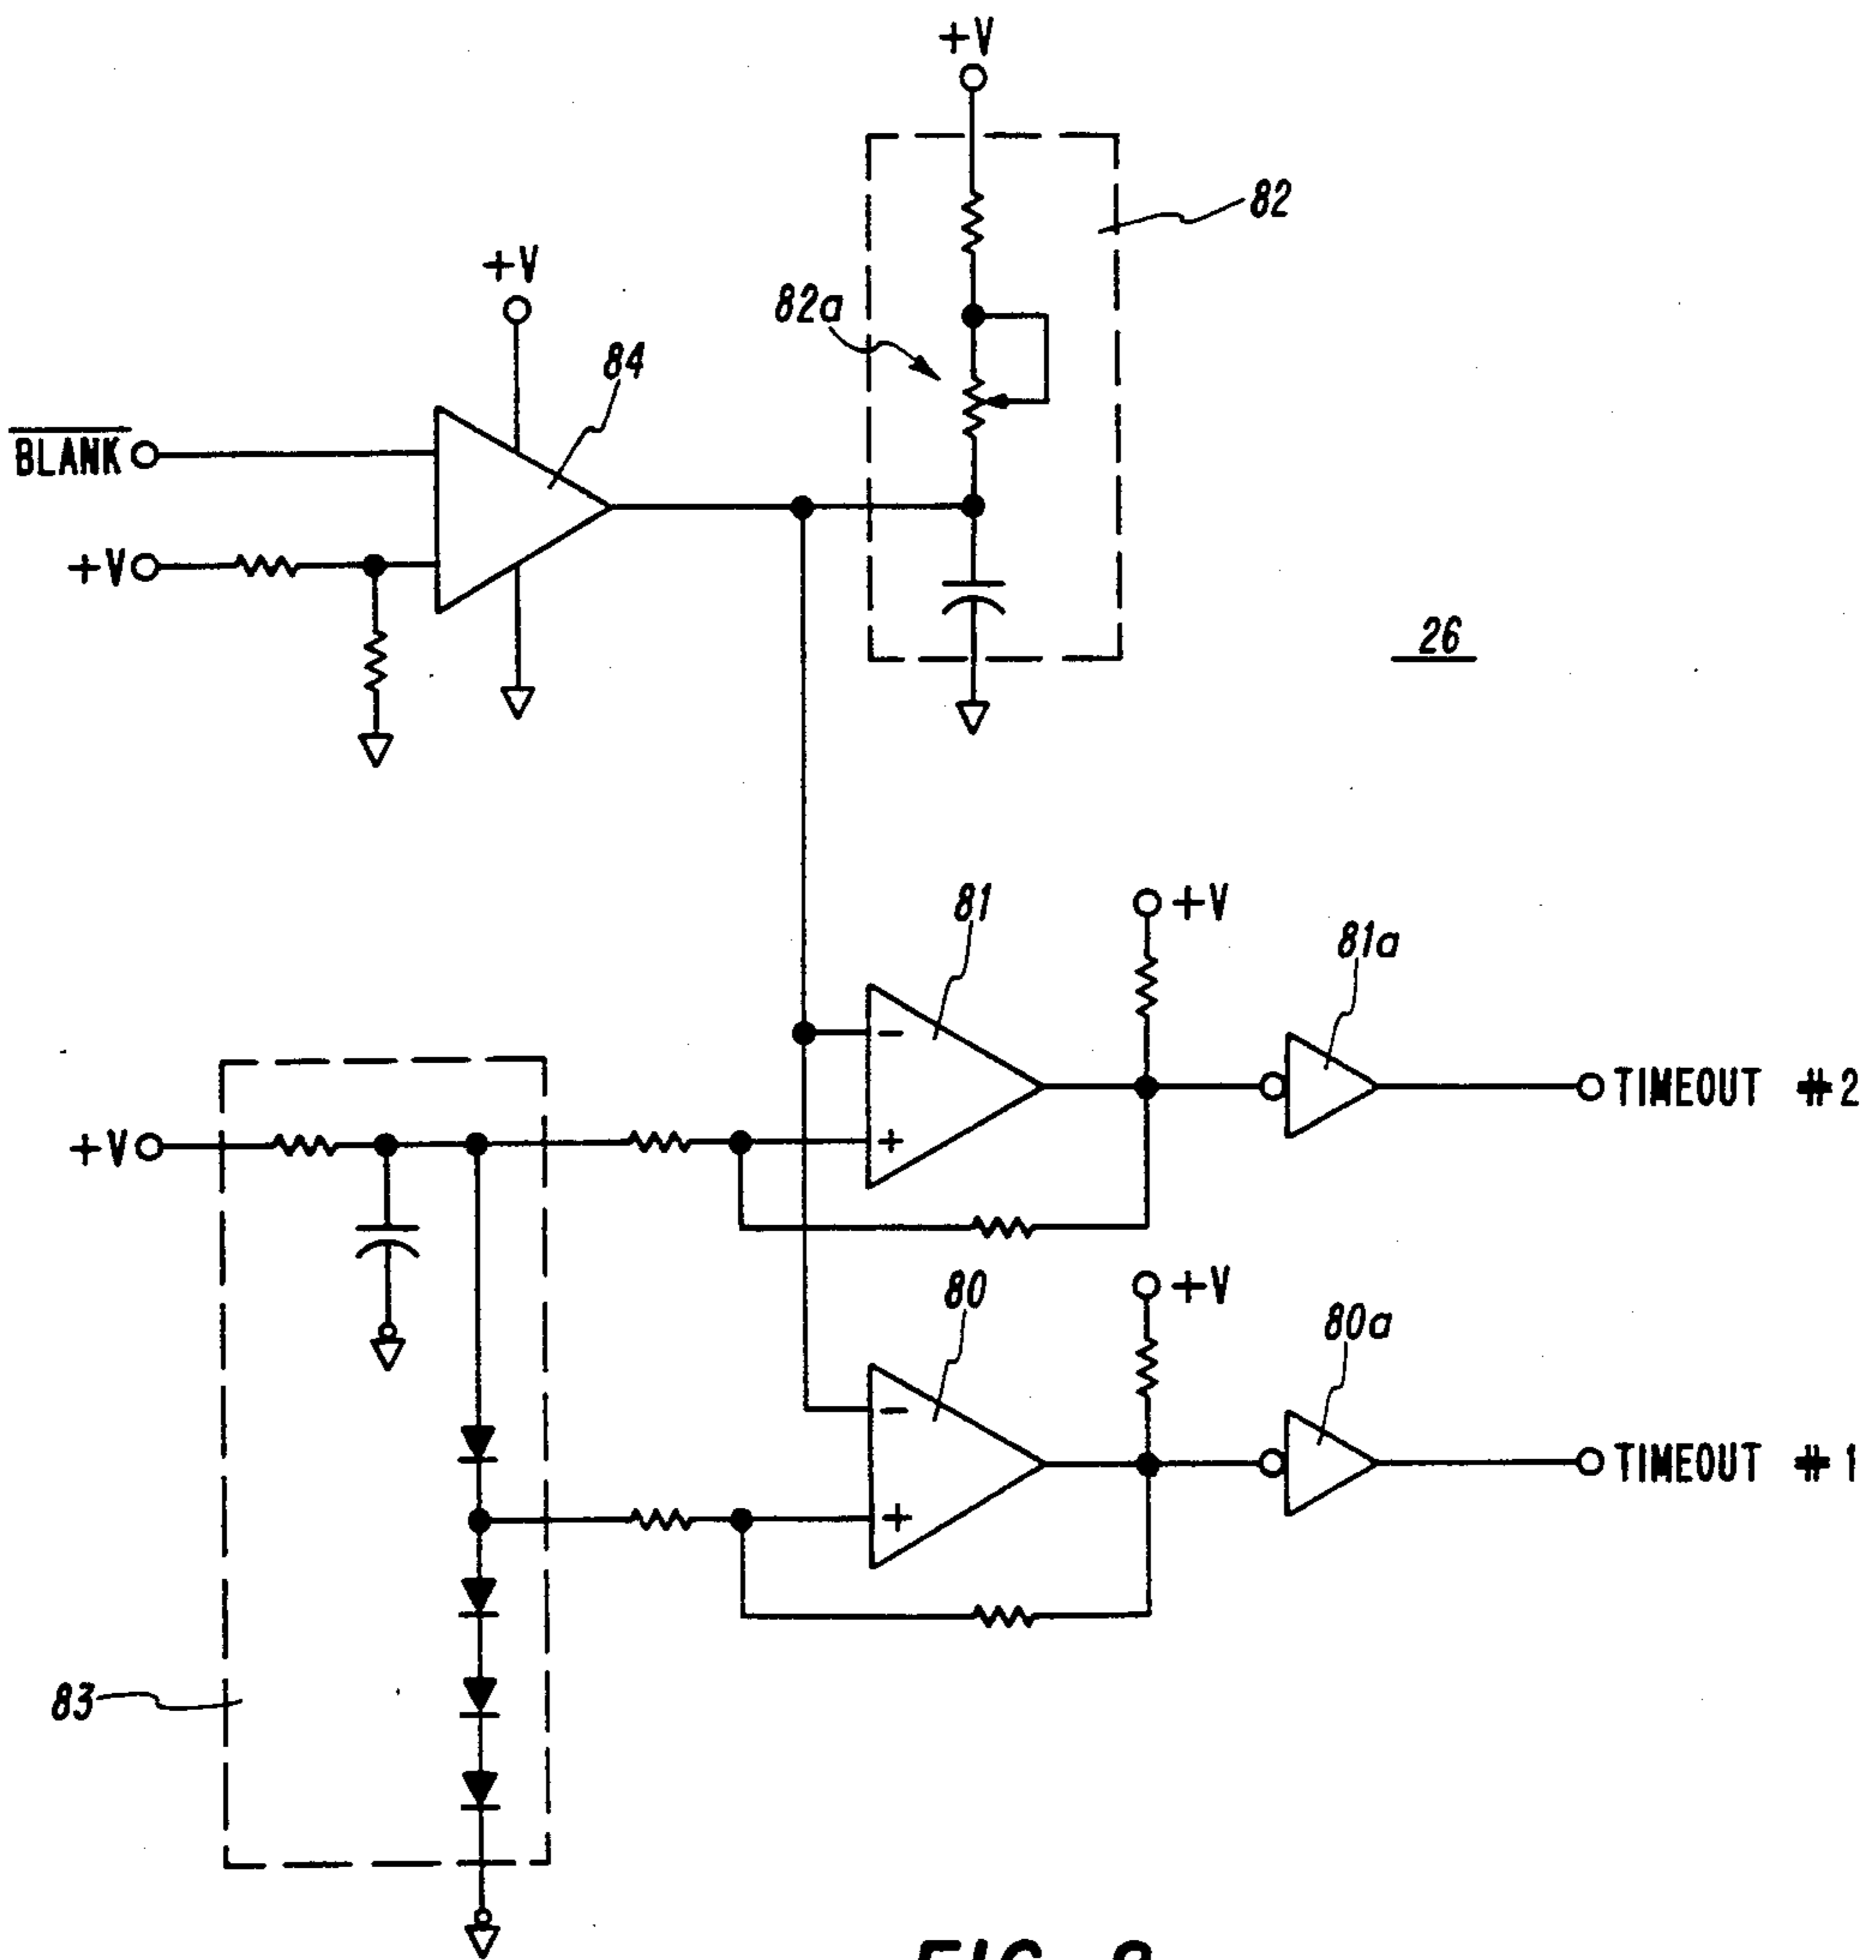 +V
82
+V
82a
84
BLANK
+V
26
81
+V
81a
TIMEOUT #2
+V
80
+V
80a
TIMEOUT #1
83